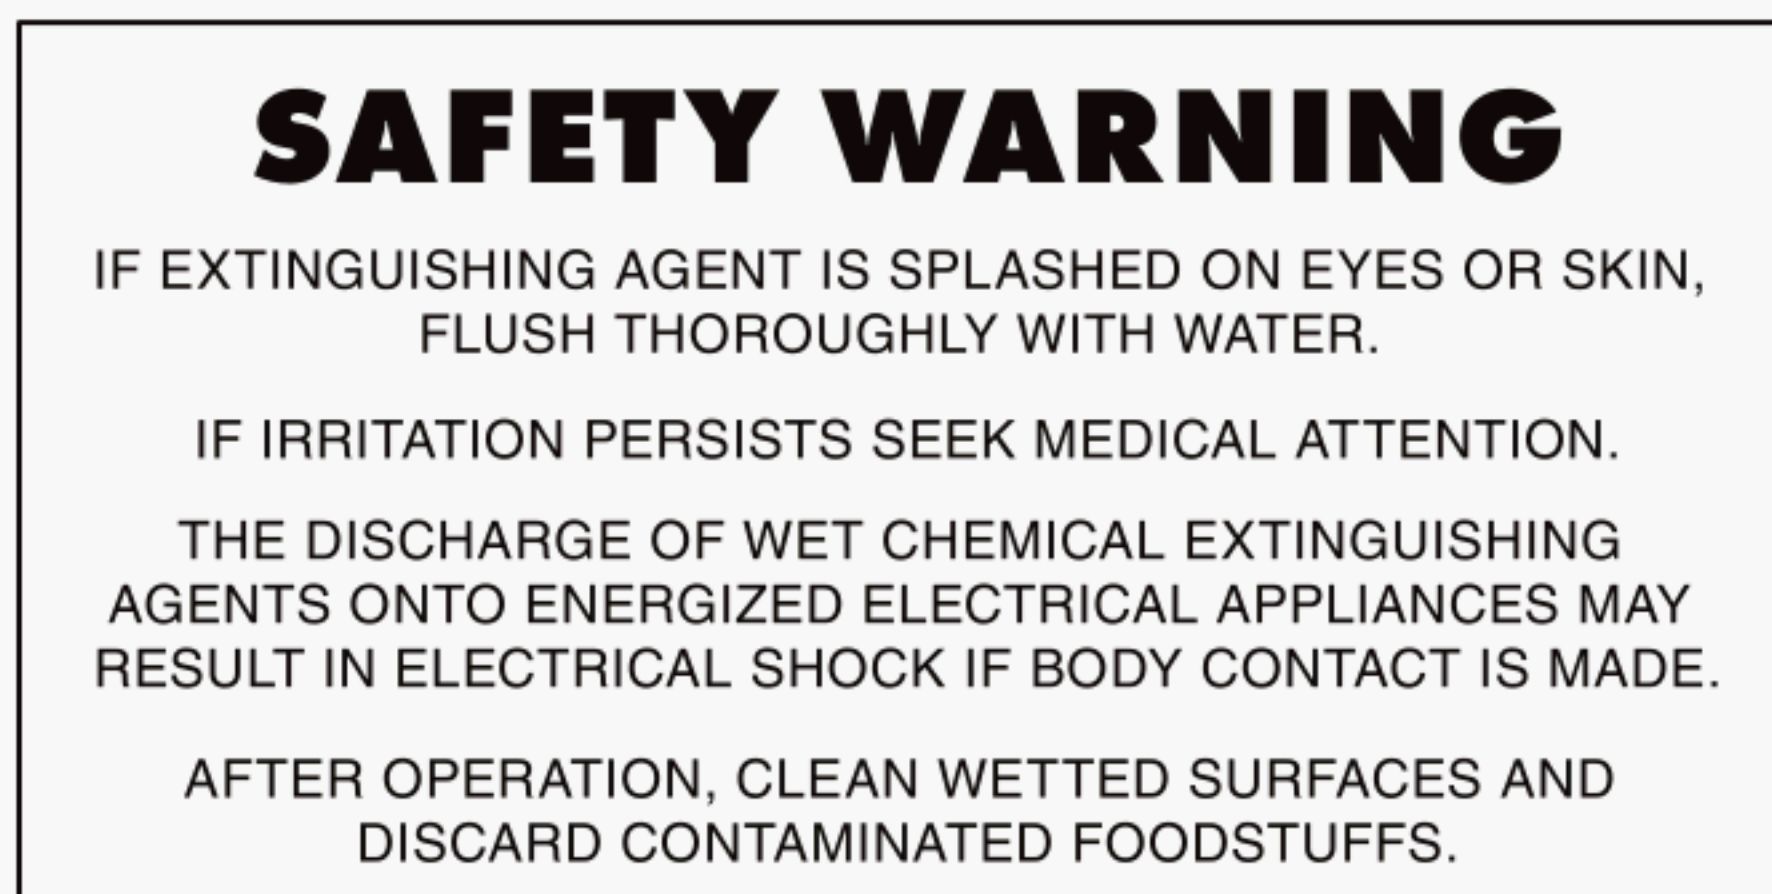 SAFETY WARNING
IF EXTINGUISHING AGENT IS SPLASHED ON EYES OR SKIN,
FLUSH THOROUGHLY WITH WATER.
IF IRRITATION PERSISTS SEEK MEDICAL ATTENTION.
THE DISCHARGE OF WET CHEMICAL EXTINGUISHING
AGENTS ONTO ENERGIZED ELECTRICAL APPLIANCES MAY
RESULT IN ELECTRICAL SHOCK IF BODY CONTACT IS MADE.
AFTER OPERATION, CLEAN WETTED SURFACES AND
DISCARD CONTAMINATED FOODSTUFFS.